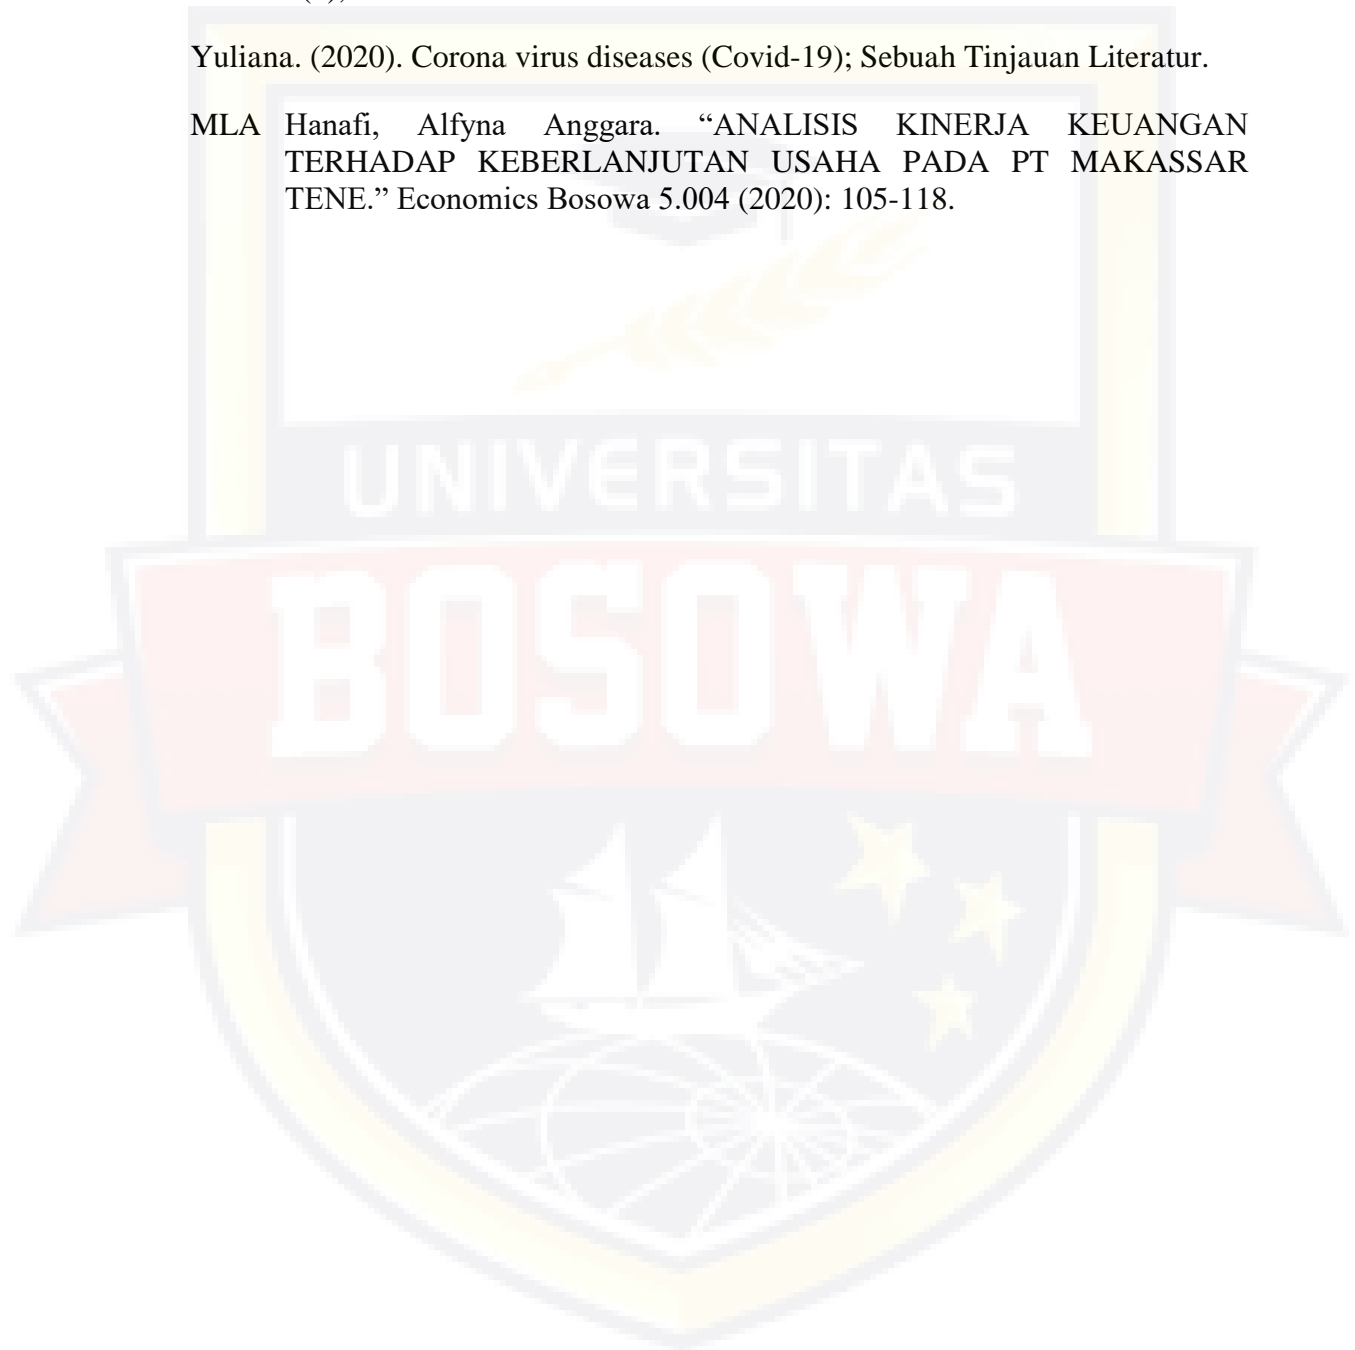 Yuliana. (2020). Corona virus diseases (Covid-19); Sebuah Tinjauan Literatur.
MLA Hanafi, Alfyna Anggara. “ANALISIS KINERJA KEUANGAN
TERHADAP KEBERLANJUTAN USAHA PADA PT MAKASSAR
TENE.” Economics Bosowa 5.004 (2020): 105-118.
UNIVERSITAS
BOSOWA